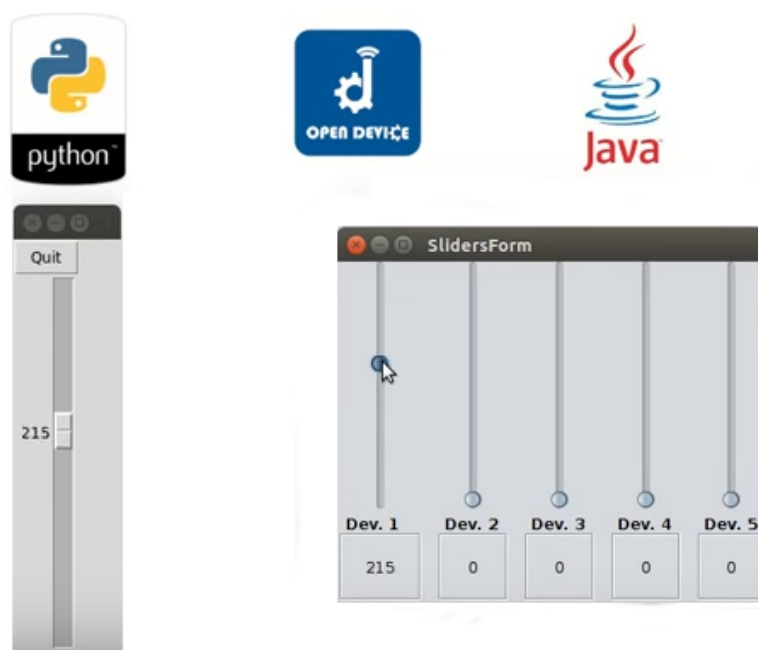 python™
OPEN DEVICE
Java
Quit
215
SlidersForm
Dev. 1 Dev. 2 Dev. 3 Dev. 4 Dev. 5
215 0 0 0 0